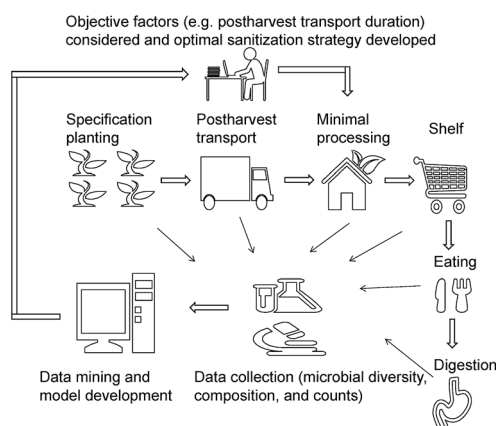 Objective factors (e.g. postharvest transport duration)
considered and optimal sanitization strategy developed
Specification
planting
Postharvest
transport
Minimal
processing
Shelf
Eating
Digestion
Data mining and
model development
Data collection (microbial diversity,
composition, and counts)